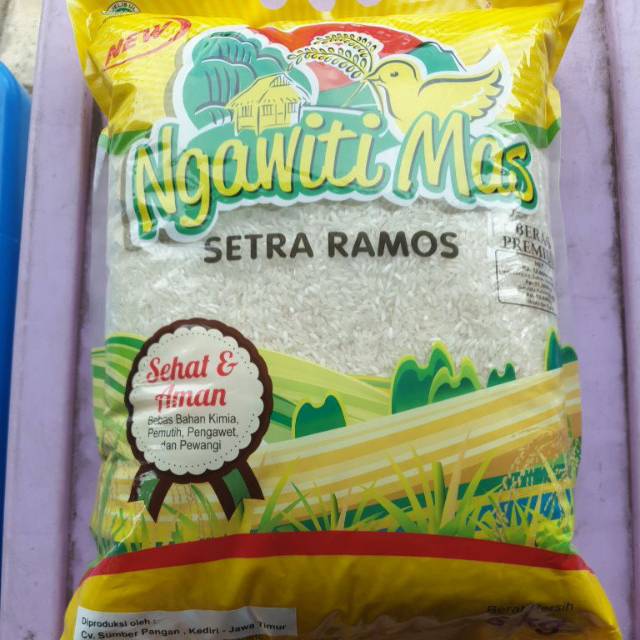 NEW
Ngawiti Mas
SETRA RAMOS
BERAS
PREMIUM
Sehat &
Aman
Bebas Bahan Kimia,
Pemutih, Pengawet,
dan Pewangi
Diproduksi oleh :
Cv. Sumber Pangan, Kediri - Jawa Timur
Berat Bersih